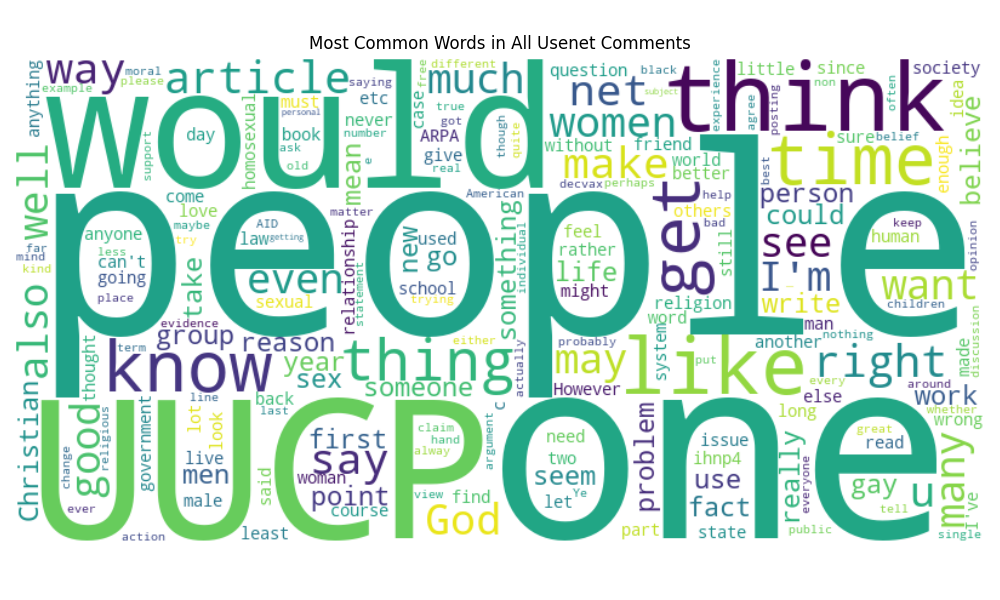 Most Common Words in All Usenet Comments
would
people
think
UUCP
one
way
moral
please
example
anything
article
saying
etc
much
different
free
case
net
question
black
subject
women
experience
agree
little
since
non
posting
often
society
idea
time
sure
belief
enough
believe
support
day
homosexual
must
personal
book
ask
old
never
number
mean
e
true
got
ARPA
give
real
though
quite
American
without
friend
make
world
better
decvax
perhaps
help
best
person
could
well
also
come
love
maybe
try
AID
law
getting
matter
relationship
new
used
go
something
individual
feel
rather
life
might
get
others
bad
still
see
I'm
human
keep
opinion
far
mind
kind
anyone
less
can't
going
place
take
even
sexual
school
trying
statement
religion
word
write
want
children
evidence
group
reason
know
term
thought
year
thing
either
actually
probably
may
system
like
put
another
man
nothing
right
made
discussion
Christian
sex
someone
However
every
else
around
work
whether
wrong
good
change
religious
ever
government
line
lot
look
back
last
first
claim
hand
alway
argument
C
need
two
seem
let
Ye
problem
issue
ihnp4
use
fact
long
really
everyone
great
read
gay
u
tell
many
I've
single
live
men
male
said
woman
say
point
course
view
find
God
action
least
part
state
public